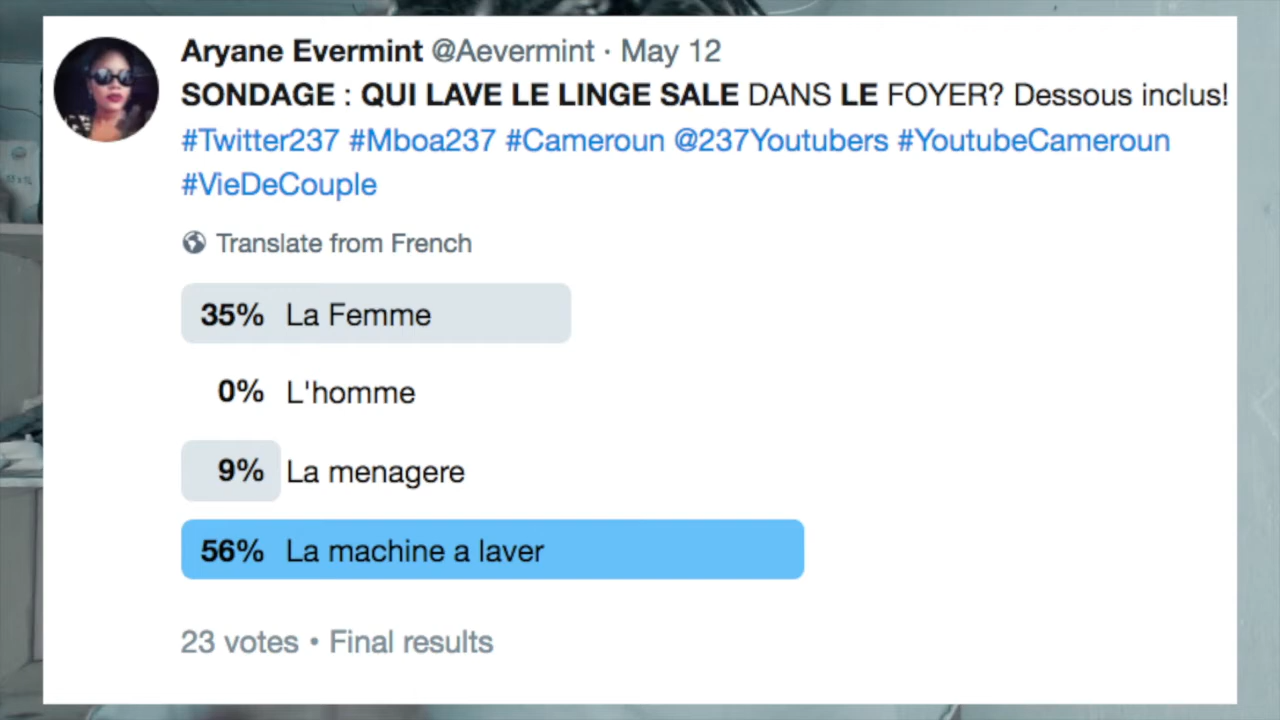 Aryane Evermint @Aevermint · May 12
SONDAGE : QUI LAVE LE LINGE SALE DANS LE FOYER? Dessous inclus!
#Twitter237 #Mboa237 #Cameroun @237Youtubers #YoutubeCameroun
#VieDeCouple
Translate from French
35% La Femme
0% L'homme
9% La menagere
56% La machine a laver
23 votes • Final results